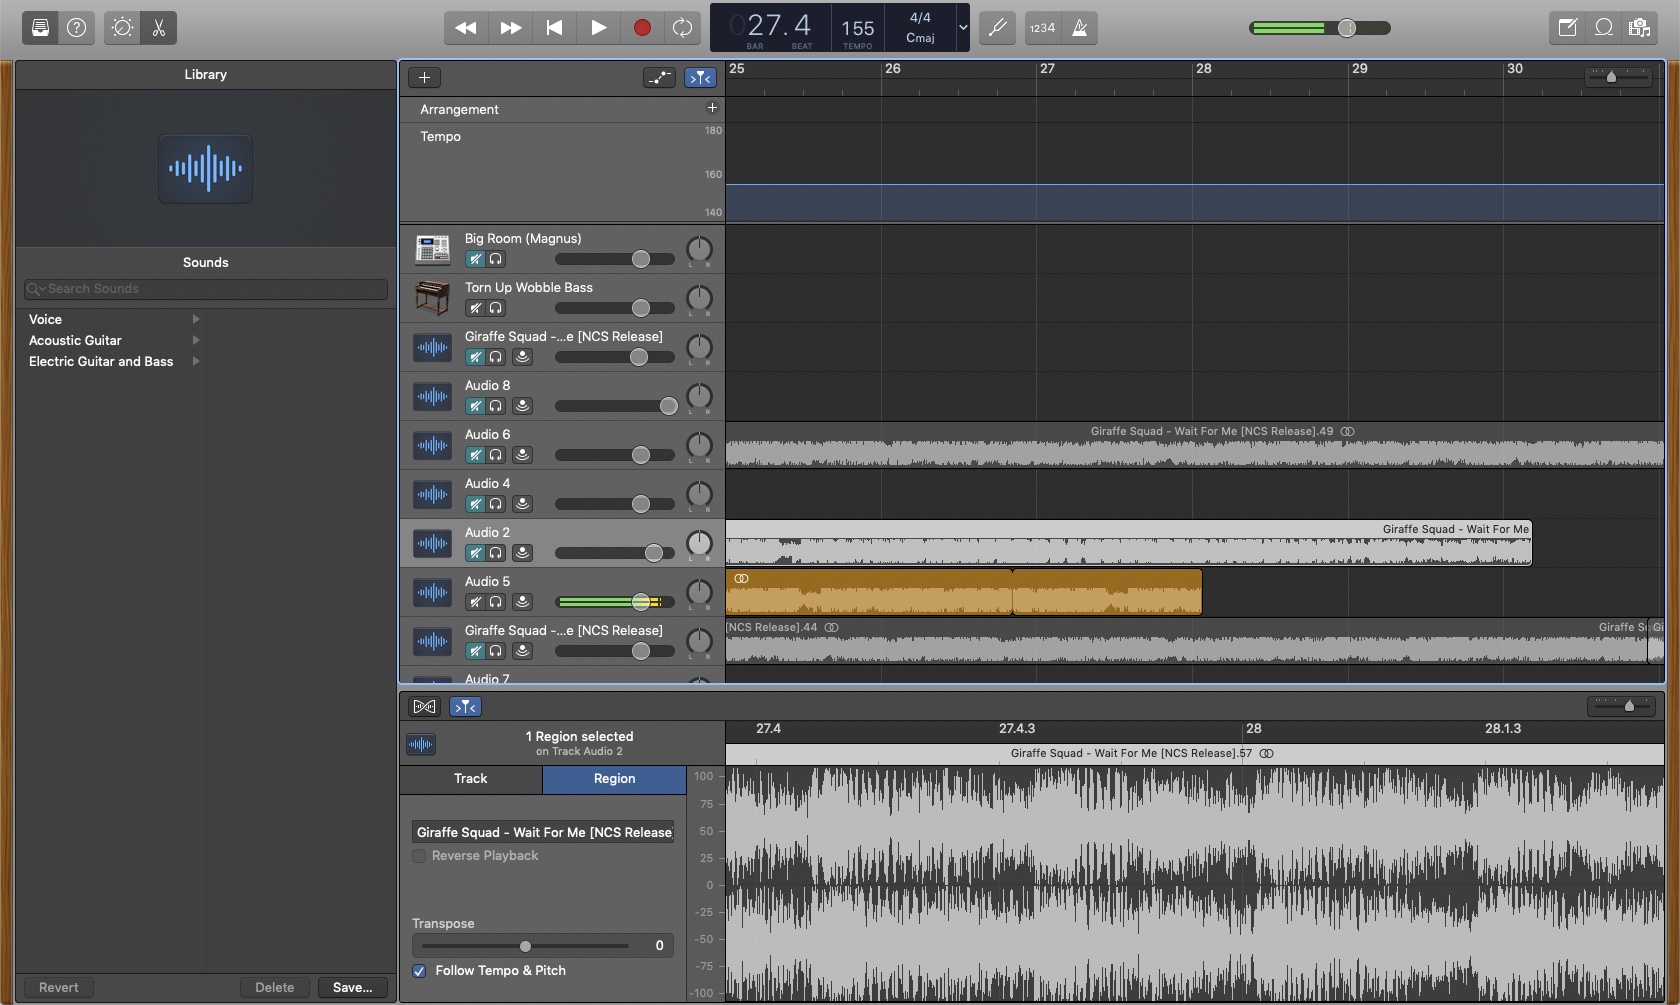 1234
27.4
BAR
BEAT
155
TEMPO
4/4
Cmaj
Library
Sounds
Search Sounds
Voice
Acoustic Guitar
Electric Guitar and Bass
Revert
Delete
Save...
25
26
27
28
29
30
Arrangement
Tempo
180
160
140
Big Room (Magnus)
L R
Torn Up Wobble Bass
L R
Giraffe Squad -...e [NCS Release]
L R
Audio 8
L R
Audio 6
L R
Giraffe Squad - Wait For Me [NCS Release].49
Audio 4
L R
Audio 2
L R
Giraffe Squad - Wait For Me
Audio 5
L R
Giraffe Squad -...e [NCS Release]
L R
[NCS Release].44
Giraffe S
Gi
Audio 7
1 Region selected
on Track Audio 2
Track
Region
Giraffe Squad - Wait For Me [NCS Release
Reverse Playback
Transpose
0
Follow Tempo & Pitch
27.4
27.4.3
28
28.1.3
Giraffe Squad - Wait For Me [NCS Release].57
100
75
50
25
0
-25
-50
-75
-100